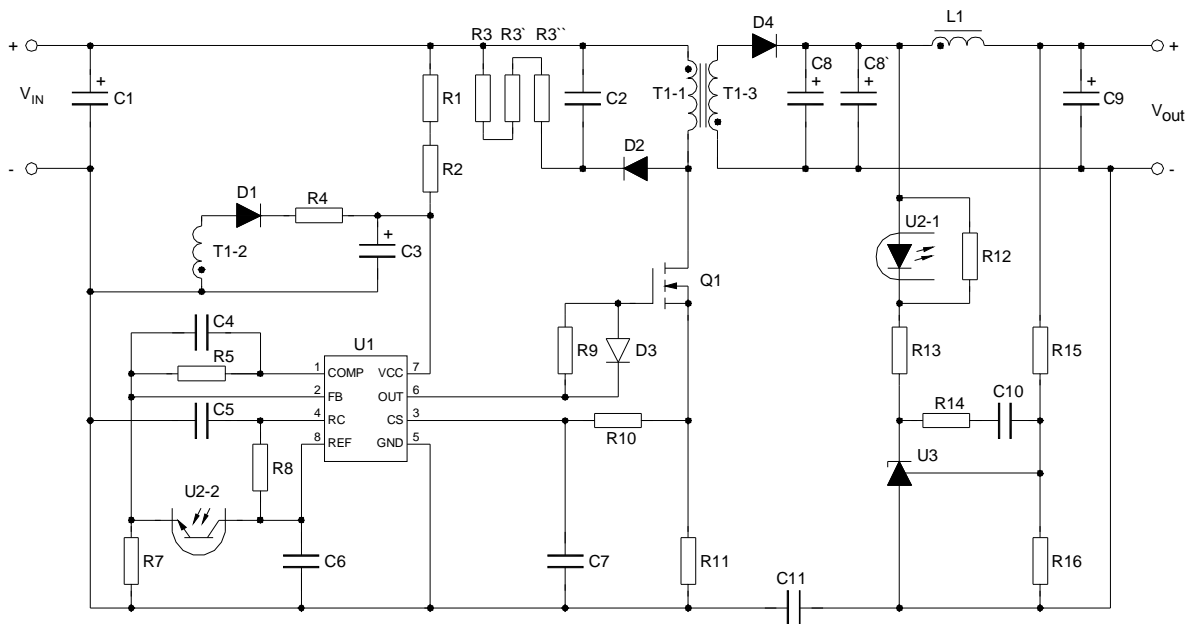 L1
D4
R3 R3` R3``
+
+
C8
+
C8`
+
+
+
V_IN
C1
R1
C2
T1-1
T1-3
+
C9
V_out
-
R2
D2
-
D1
R4
U2-1
T1-2
+
C3
R12
Q1
C4
U1
R5
1 COMP VCC 7
R9
D3
R13
R15
2 FB OUT 6
C5
4 RC CS 3
R14
C10
8 REF GND 5
R10
R8
U3
U2-2
R7
C6
C7
R11
C11
R16